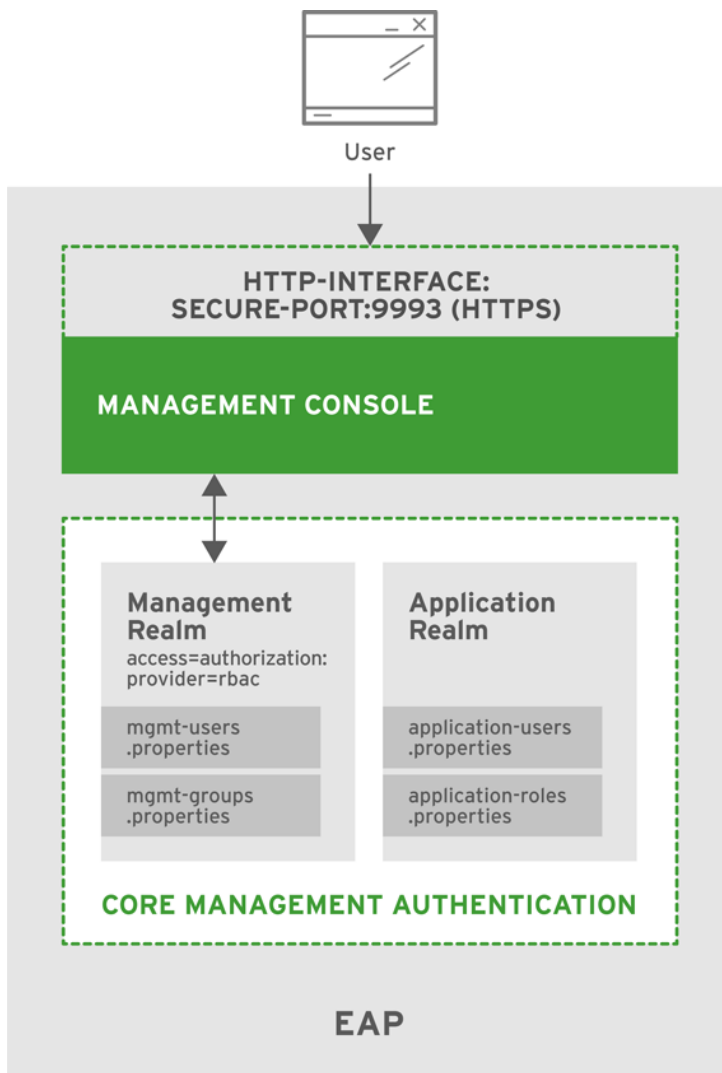 User
HTTP-INTERFACE:
SECURE-PORT:9993 (HTTPS)
MANAGEMENT CONSOLE
Management
Realm
access=authorization:
provider=rbac
mgmt-users
.properties
mgmt-groups
.properties
Application
Realm
application-users
.properties
application-roles
.properties
CORE MANAGEMENT AUTHENTICATION
EAP